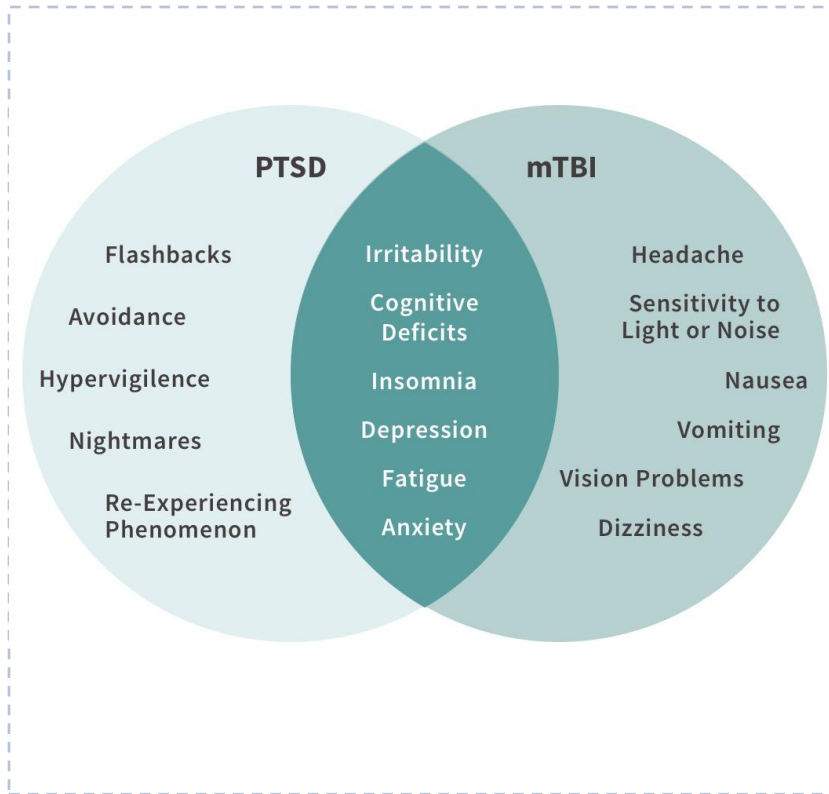 PTSD
Flashbacks
Avoidance
Hypervigilence
Nightmares
Re-Experiencing
Phenomenon
Irritability
Cognitive
Deficits
Insomnia
Depression
Fatigue
Anxiety
mTBI
Headache
Sensitivity to
Light or Noise
Nausea
Vomiting
Vision Problems
Dizziness